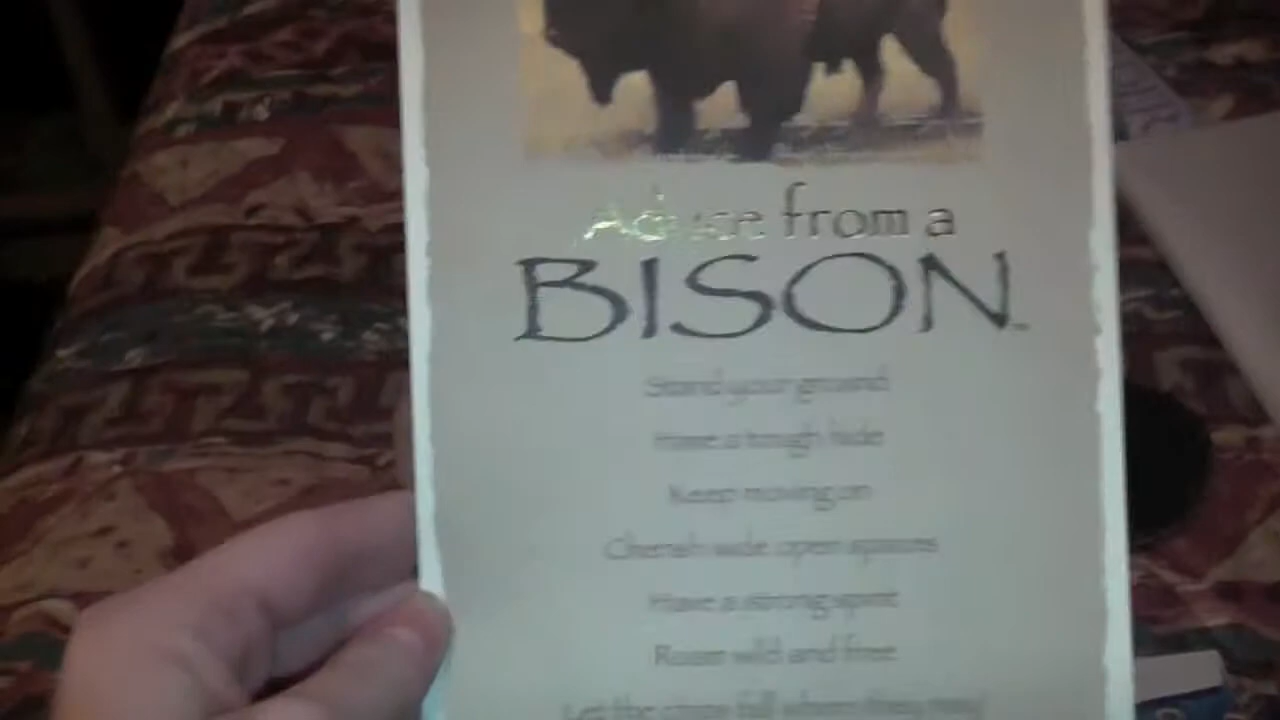 Advice from a
BISON
Stand your ground
Have a tough hide
Keep moving on
Cherish wide open spaces
Have a strong spirit
Roam wild and free
Let the chips fall where they may